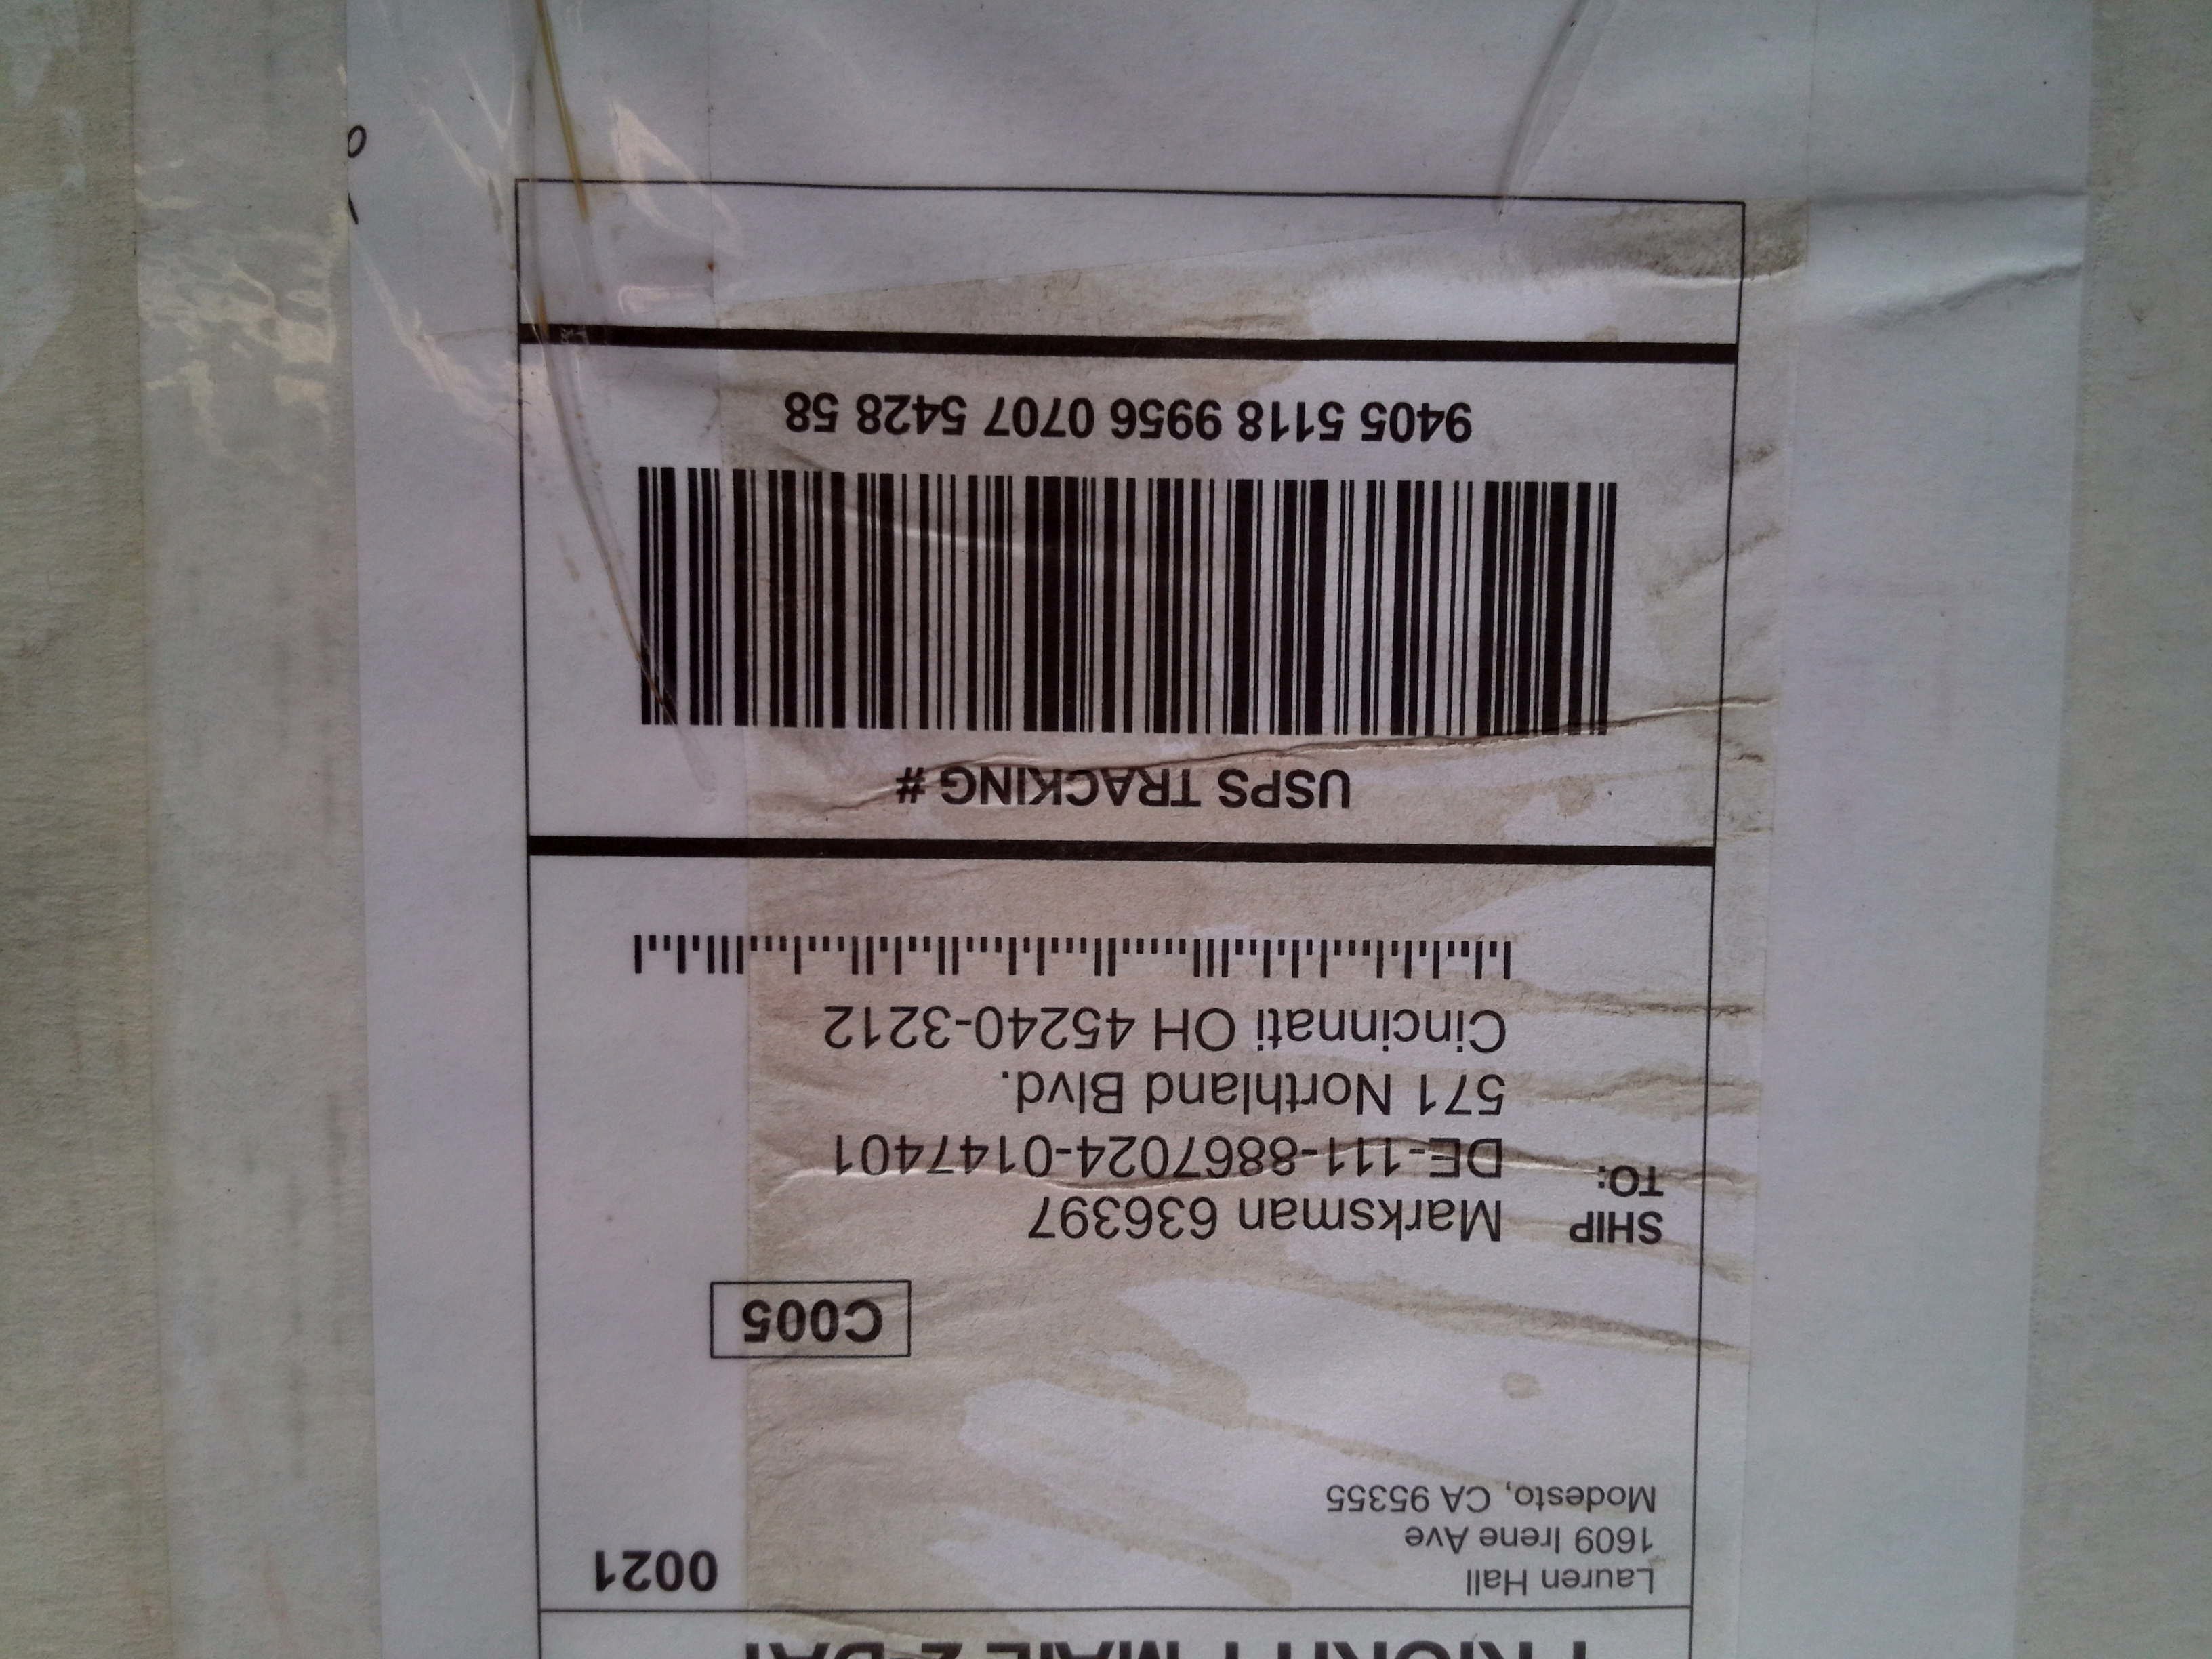 PRIORITY MAIL 2-DAY
Lauren Hall
1609 Irene Ave
Modesto, CA 95355
0021
C005
SHIP
TO:
Marksman 636397
DE-111-8867024-0147401
571 Northland Blvd.
Cincinnati OH 45240-3212
USPS TRACKING #
9405 5118 9956 0707 5428 58